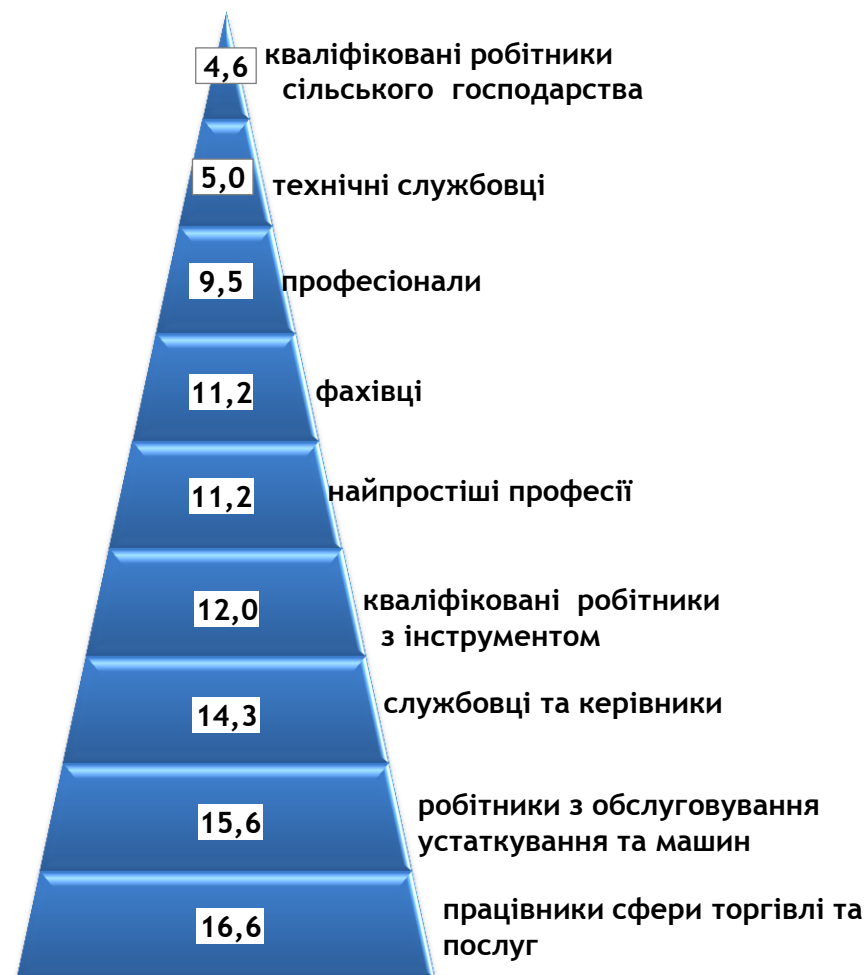 4,6
кваліфіковані робітники
сільського господарства
5,0
технічні службовці
9,5
професіонали
11,2
фахівці
11,2
найпростіші професії
12,0
кваліфіковані робітники
з інструментом
14,3
службовці та керівники
15,6
робітники з обслуговування
устаткування та машин
16,6
працівники сфери торгівлі та
послуг